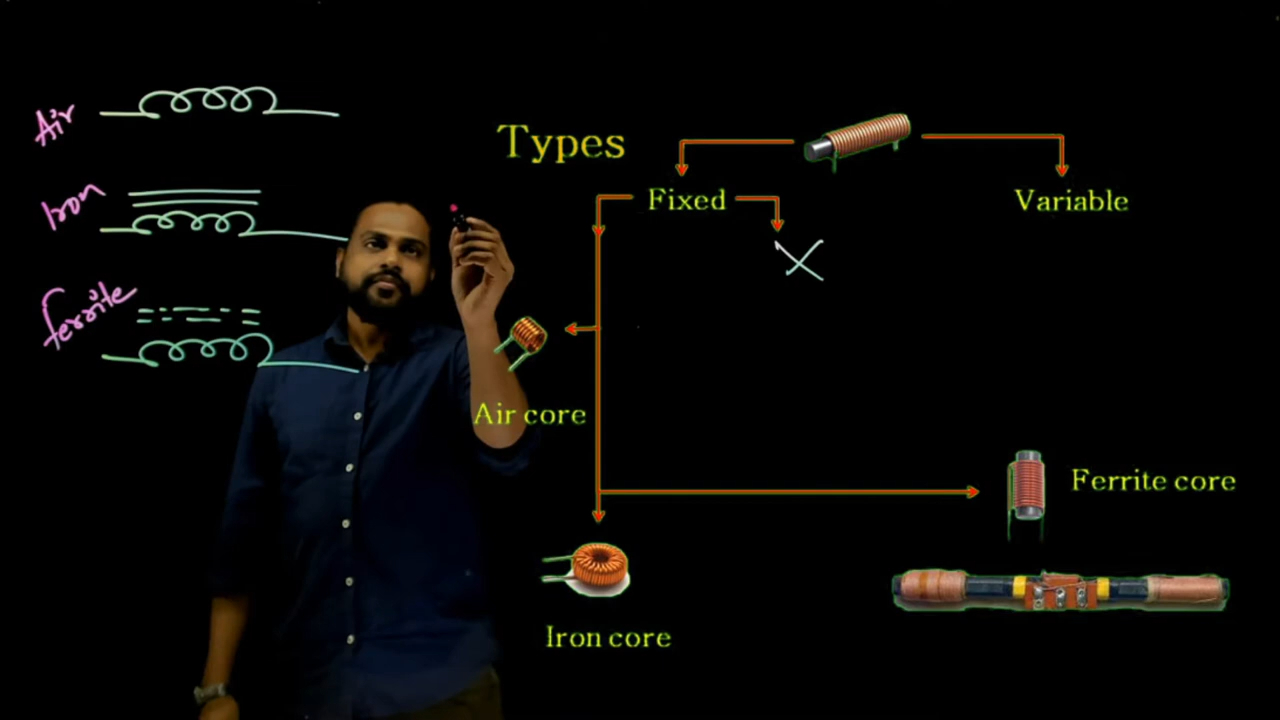 Air
Iron
ferrite
Types
Fixed
Variable
Air core
Ferrite core
Iron core